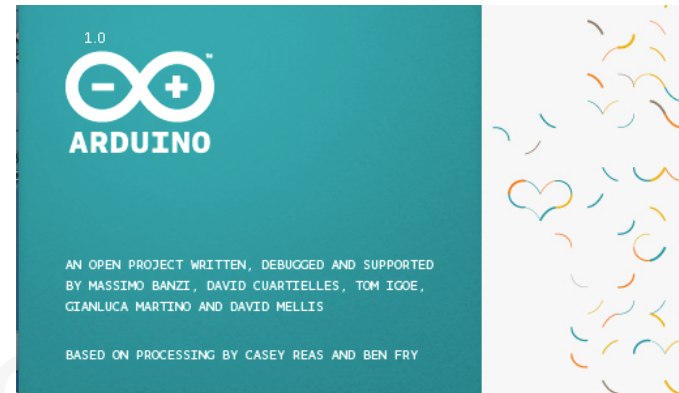 1.0
ARDUINO™
AN OPEN PROJECT WRITTEN, DEBUGGED AND SUPPORTED
BY MASSIMO BANZI, DAVID CUARTIELLES, TOM IGOE,
GIANLUCA MARTINO AND DAVID MELLIS
BASED ON PROCESSING BY CASEY REAS AND BEN FRY